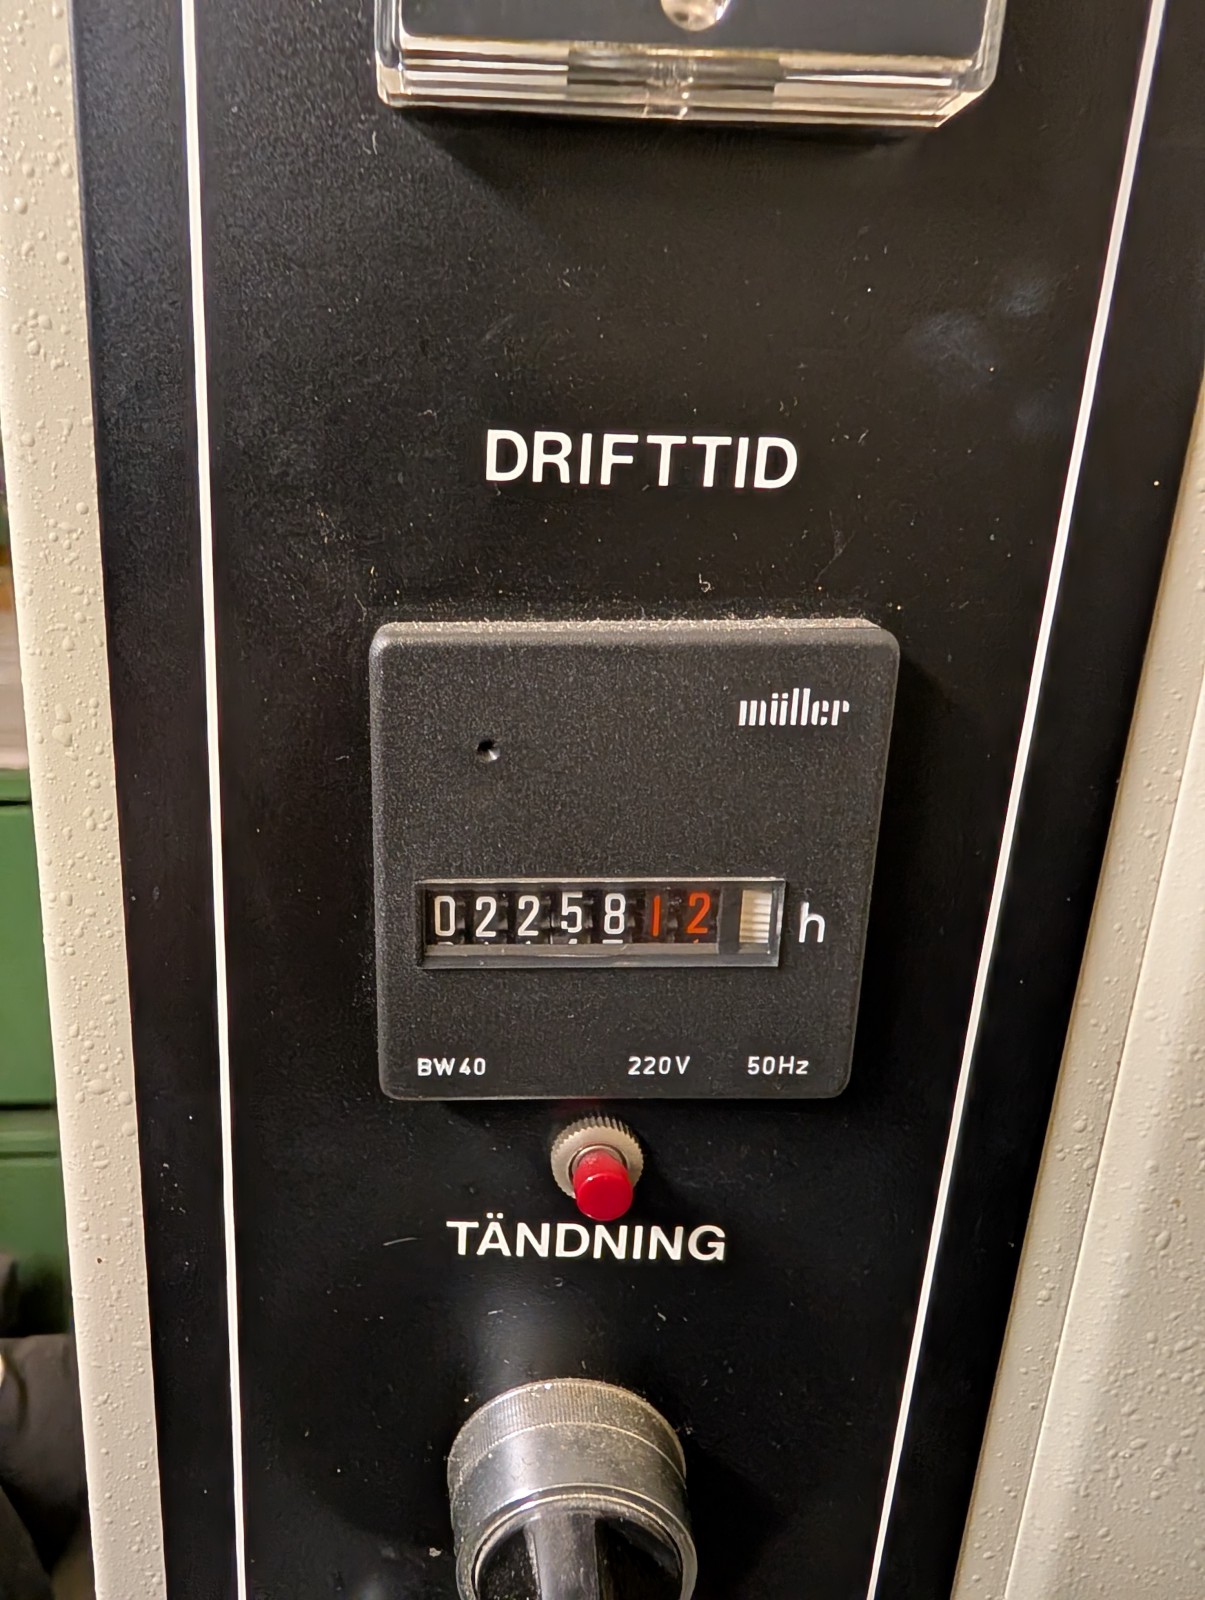 DRIFTTID
müller
0225812 h
BW40 220V 50Hz
TÄNDNING